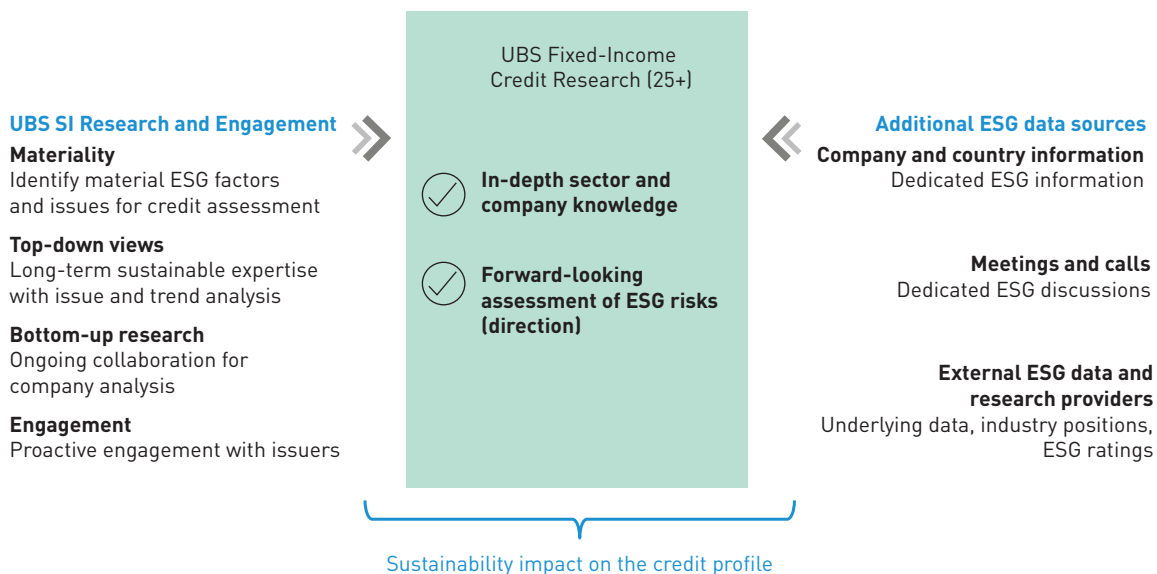 UBS Fixed-Income
Credit Research (25+)
UBS SI Research and Engagement
Materiality
Identify material ESG factors
and issues for credit assessment
Top-down views
Long-term sustainable expertise
with issue and trend analysis
Bottom-up research
Ongoing collaboration for
company analysis
Engagement
Proactive engagement with issuers
In-depth sector and
company knowledge
Forward-looking
assessment of ESG risks
(direction)
Additional ESG data sources
Company and country information
Dedicated ESG information
Meetings and calls
Dedicated ESG discussions
External ESG data and
research providers
Underlying data, industry positions,
ESG ratings
Sustainability impact on the credit profile